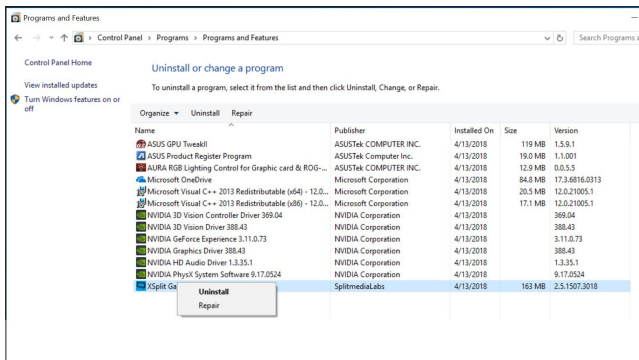 Programs and Features
Control Panel > Programs > Programs and Features
Search Programs a
Control Panel Home
View installed updates
Turn Windows features on or
off
Uninstall or change a program
To uninstall a program, select it from the list and then click Uninstall, Change, or Repair.
Organize Uninstall Repair
Name Publisher Installed On Size Version
ASUS GPU TweakII ASUSTek COMPUTER INC. 4/13/2018 119 MB 1.5.9.1
ASUS Product Register Program ASUSTek Computer Inc. 4/13/2018 19.0 MB 1.1.001
AURA RGB Lighting Control for Graphic card & ROG-... ASUSTek COMPUTER INC. 4/13/2018 12.9 MB 0.0.5.5
Microsoft OneDrive Microsoft Corporation 4/13/2018 84.8 MB 17.3.6816.0313
Microsoft Visual C++ 2013 Redistributable (x64) - 12.0... Microsoft Corporation 4/13/2018 20.5 MB 12.0.21005.1
Microsoft Visual C++ 2013 Redistributable (x86) - 12.0... Microsoft Corporation 4/13/2018 17.1 MB 12.0.21005.1
NVIDIA 3D Vision Controller Driver 369.04 NVIDIA Corporation 4/13/2018 369.04
NVIDIA 3D Vision Driver 388.43 NVIDIA Corporation 4/13/2018 388.43
NVIDIA GeForce Experience 3.11.0.73 NVIDIA Corporation 4/13/2018 3.11.0.73
NVIDIA Graphics Driver 388.43 NVIDIA Corporation 4/13/2018 388.43
NVIDIA HD Audio Driver 1.3.35.1 NVIDIA Corporation 4/13/2018 1.3.35.1
NVIDIA PhysX System Software 9.17.0524 NVIDIA Corporation 4/13/2018 9.17.0524
XSplit Ga SplitmediaLabs 4/13/2018 163 MB 2.5.1507.3018
Uninstall
Repair